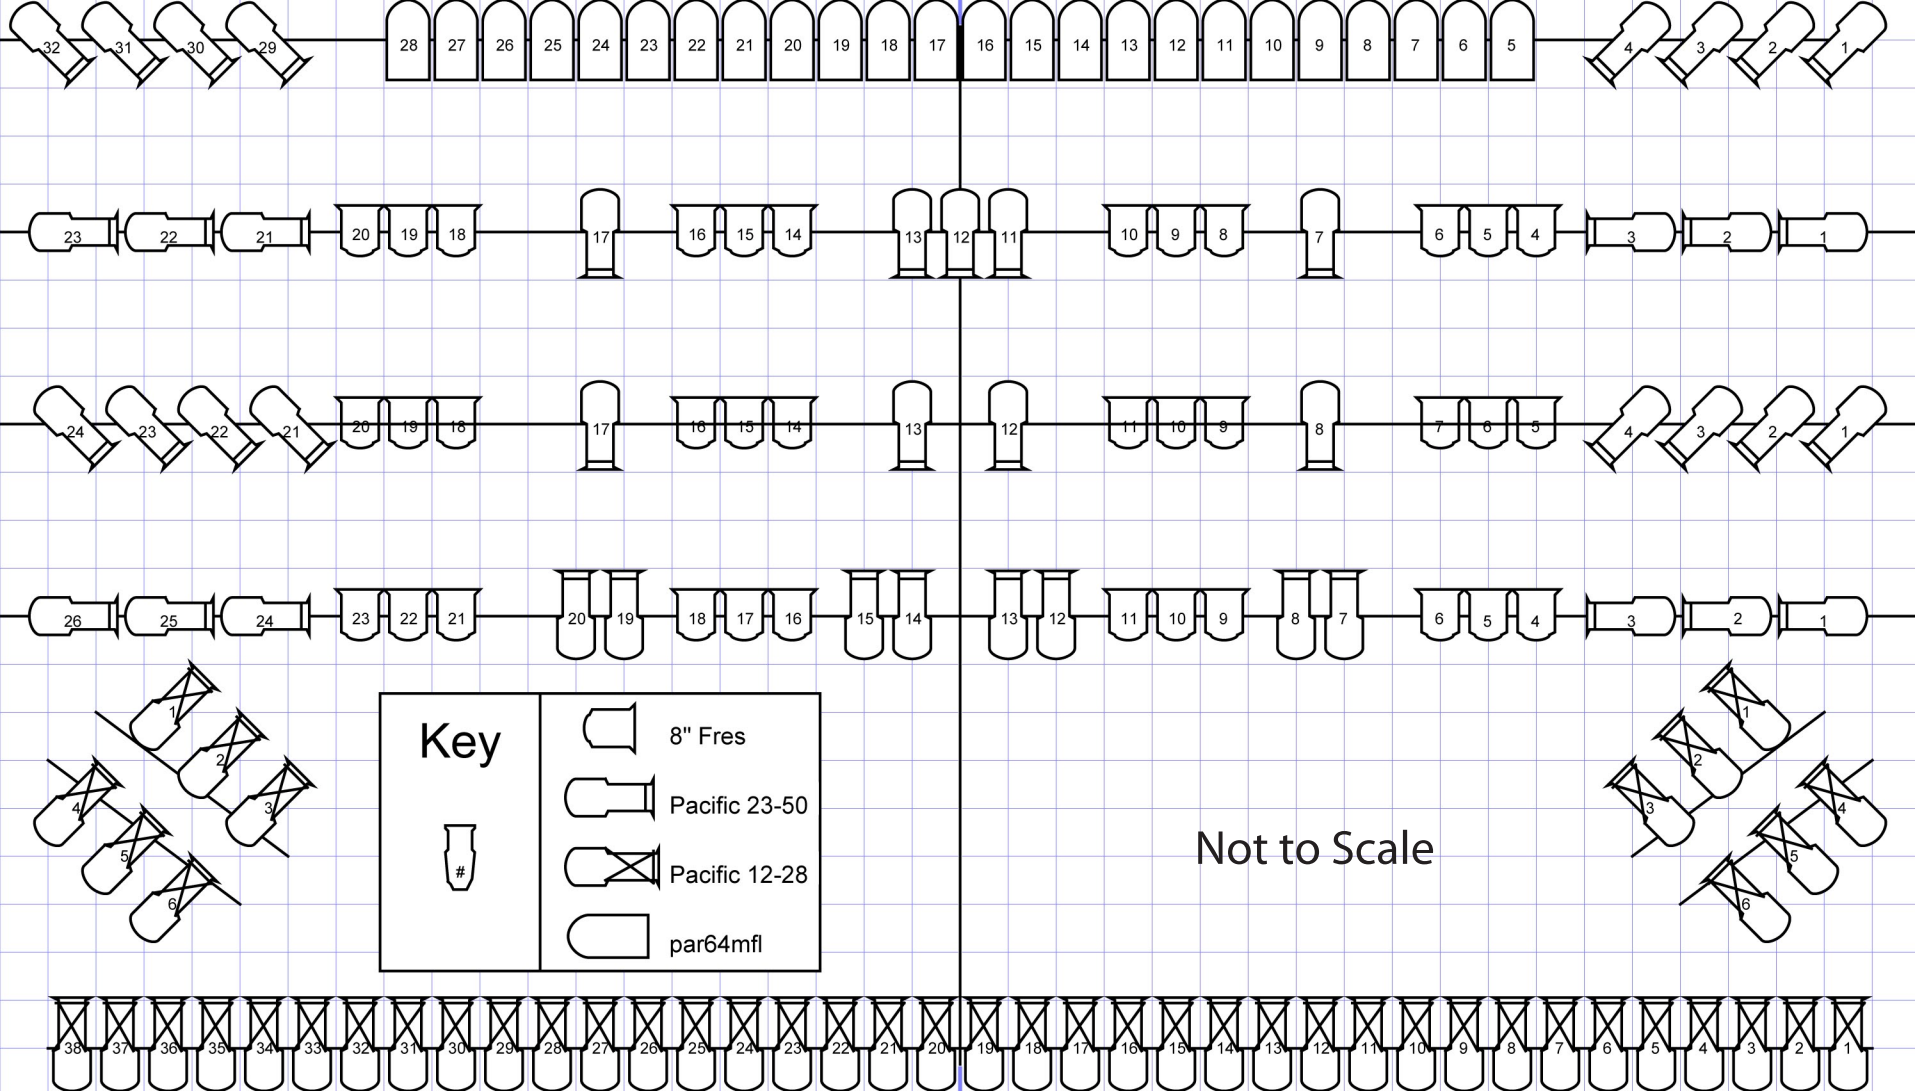 32 31 30 29 28 27 26 25 24 23 22 21 20 19 18 17 16 15 14 13 12 11 10 9 8 7 6 5 4 3 2 1
23 22 21 20 19 18 17 16 15 14 13 12 11 10 9 8 7 6 5 4 3 2 1
24 23 22 21 20 19 18 17 16 15 14 13 12 11 10 9 8 7 6 5 4 3 2 1
26 25 24 23 22 21 20 19 18 17 16 15 14 13 12 11 10 9 8 7 6 5 4 3 2 1
1
2
3
4
5
6
Key
#
8" Fres
Pacific 23-50
Pacific 12-28
par64mfl
Not to Scale
1
2
3
4
5
6
38 37 36 35 34 33 32 31 30 29 28 27 26 25 24 23 22 21 20 19 18 17 16 15 14 13 12 11 10 9 8 7 6 5 4 3 2 1